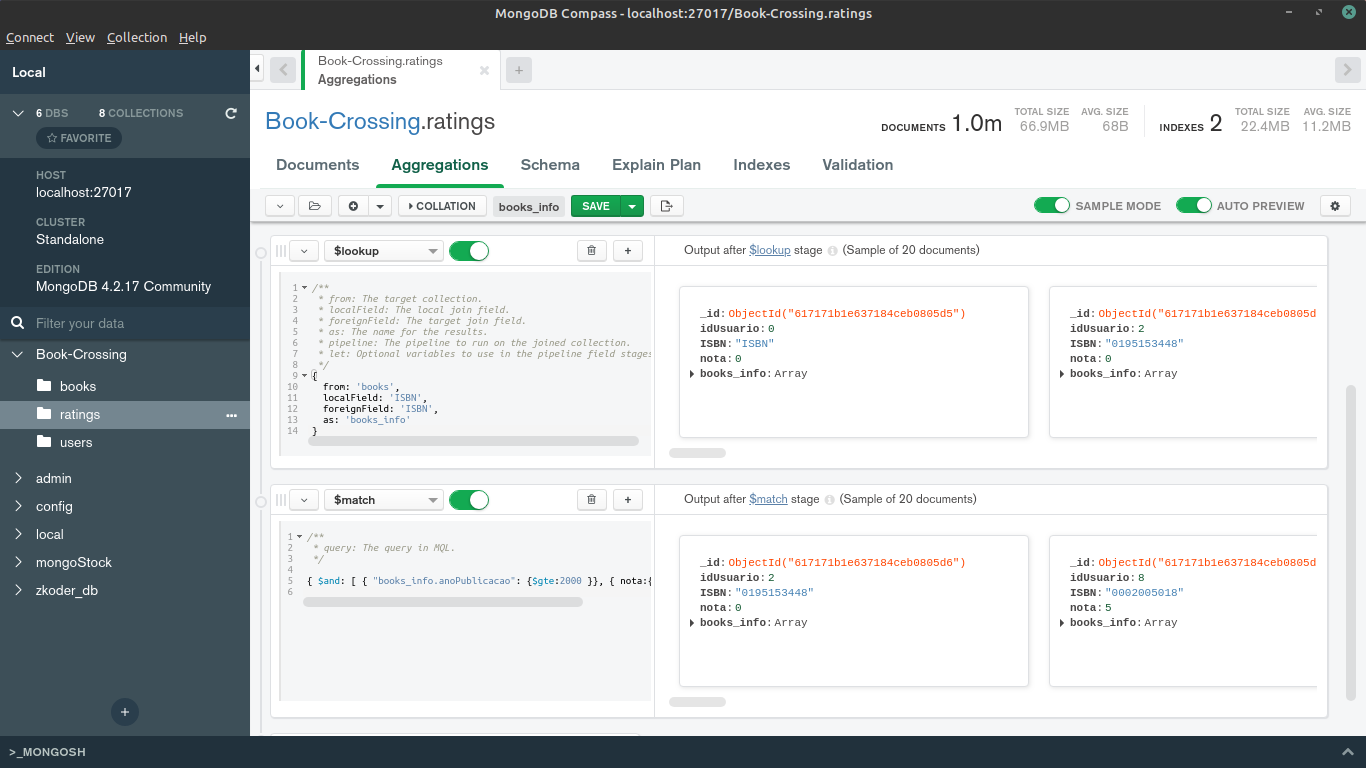 MongoDB Compass - localhost:27017/Book-Crossing.ratings
Connect View Collection Help
Local
6 DBS 8 COLLECTIONS
FAVORITE
HOST
localhost:27017
CLUSTER
Standalone
EDITION
MongoDB 4.2.17 Community
Filter your data
Book-Crossing
books
ratings
users
admin
config
local
mongoStock
zkoder_db
>_MONGOSH
Book-Crossing.ratings
Aggregations
Book-Crossing.ratings
DOCUMENTS 1.0m TOTAL SIZE 66.9MB AVG. SIZE 68B INDEXES 2 TOTAL SIZE 22.4MB AVG. SIZE 11.2MB
Documents Aggregations Schema Explain Plan Indexes Validation
COLLATION books_info SAVE SAMPLE MODE AUTO PREVIEW
$lookup
1 /**
2 * from: The target collection.
3 * localField: The local join field.
4 * foreignField: The target join field.
5 * as: The name for the results.
6 * pipeline: The pipeline to run on the joined collection.
7 * let: Optional variables to use in the pipeline field stages
8 */
9 {
10 from: 'books',
11 localField: 'ISBN',
12 foreignField: 'ISBN',
13 as: 'books_info'
14 }
Output after $lookup stage (Sample of 20 documents)
_id: ObjectId("617171b1e637184ceb0805d5")
idUsuario: 0
ISBN: "ISBN"
nota: 0
books_info: Array
_id: ObjectId("617171b1e637184ceb0805d
idUsuario: 2
ISBN: "0195153448"
nota: 0
books_info: Array
$match
1 /**
2 * query: The query in MQL.
3 */
4
5 { $and: [ { "books_info.anoPublicacao": {$gte:2000 }}, { nota:{
6
Output after $match stage (Sample of 20 documents)
_id: ObjectId("617171b1e637184ceb0805d6")
idUsuario: 2
ISBN: "0195153448"
nota: 0
books_info: Array
_id: ObjectId("617171b1e637184ceb0805d
idUsuario: 8
ISBN: "0002005018"
nota: 5
books_info: Array